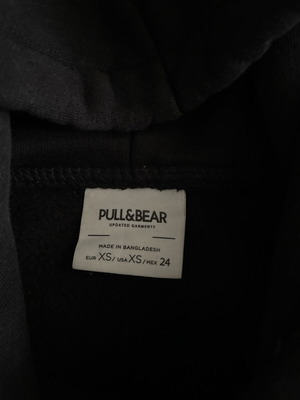 PULL&BEAR
UPDATED GARMENTS
MADE IN BANGLADESH
EUR XS/ USA XS/ MEX 24